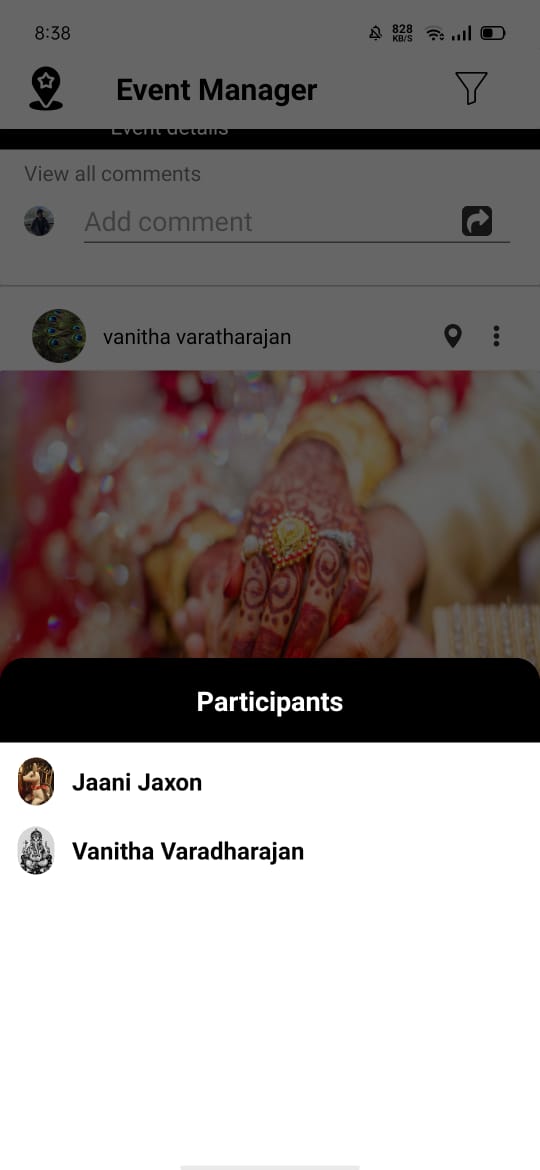 8:38
828
KB/S
Event Manager
Event details
View all comments
Add comment
vanitha varatharajan
Participants
Jaani Jaxon
Vanitha Varadharajan